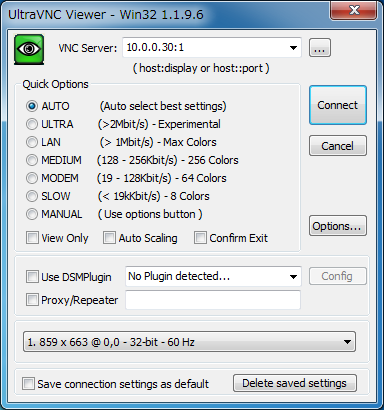 UltraVNC Viewer - Win32 1.1.9.6
VNC Server: 10.0.0.30:1 ...
( host:display or host::port )
Quick Options
AUTO (Auto select best settings)
Connect
ULTRA (>2Mbit/s) - Experimental
LAN (> 1Mbit/s) - Max Colors
Cancel
MEDIUM (128 - 256Kbit/s) - 256 Colors
MODEM (19 - 128Kbit/s) - 64 Colors
SLOW (< 19kKbit/s) - 8 Colors
MANUAL ( Use options button )
Options...
View Only Auto Scaling Confirm Exit
Use DSMPlugin No Plugin detected... Config
Proxy/Repeater
1. 859 x 663 @ 0,0 - 32-bit - 60 Hz
Save connection settings as default Delete saved settings